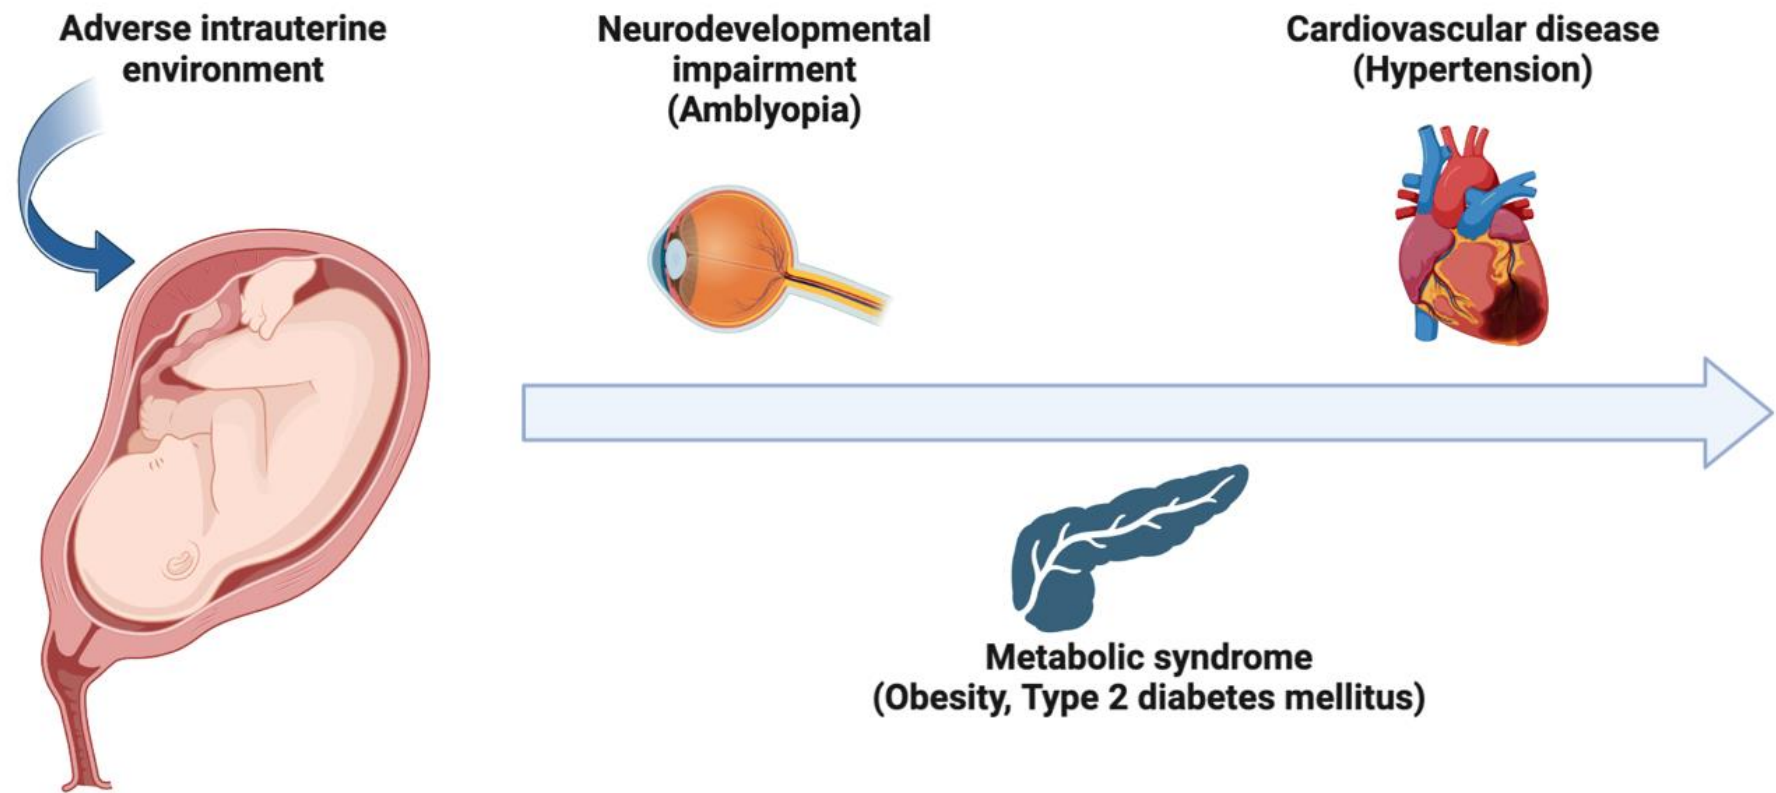 Adverse intrauterine
environment
Neurodevelopmental
impairment
(Amblyopia)
Cardiovascular disease
(Hypertension)
Metabolic syndrome
(Obesity, Type 2 diabetes mellitus)